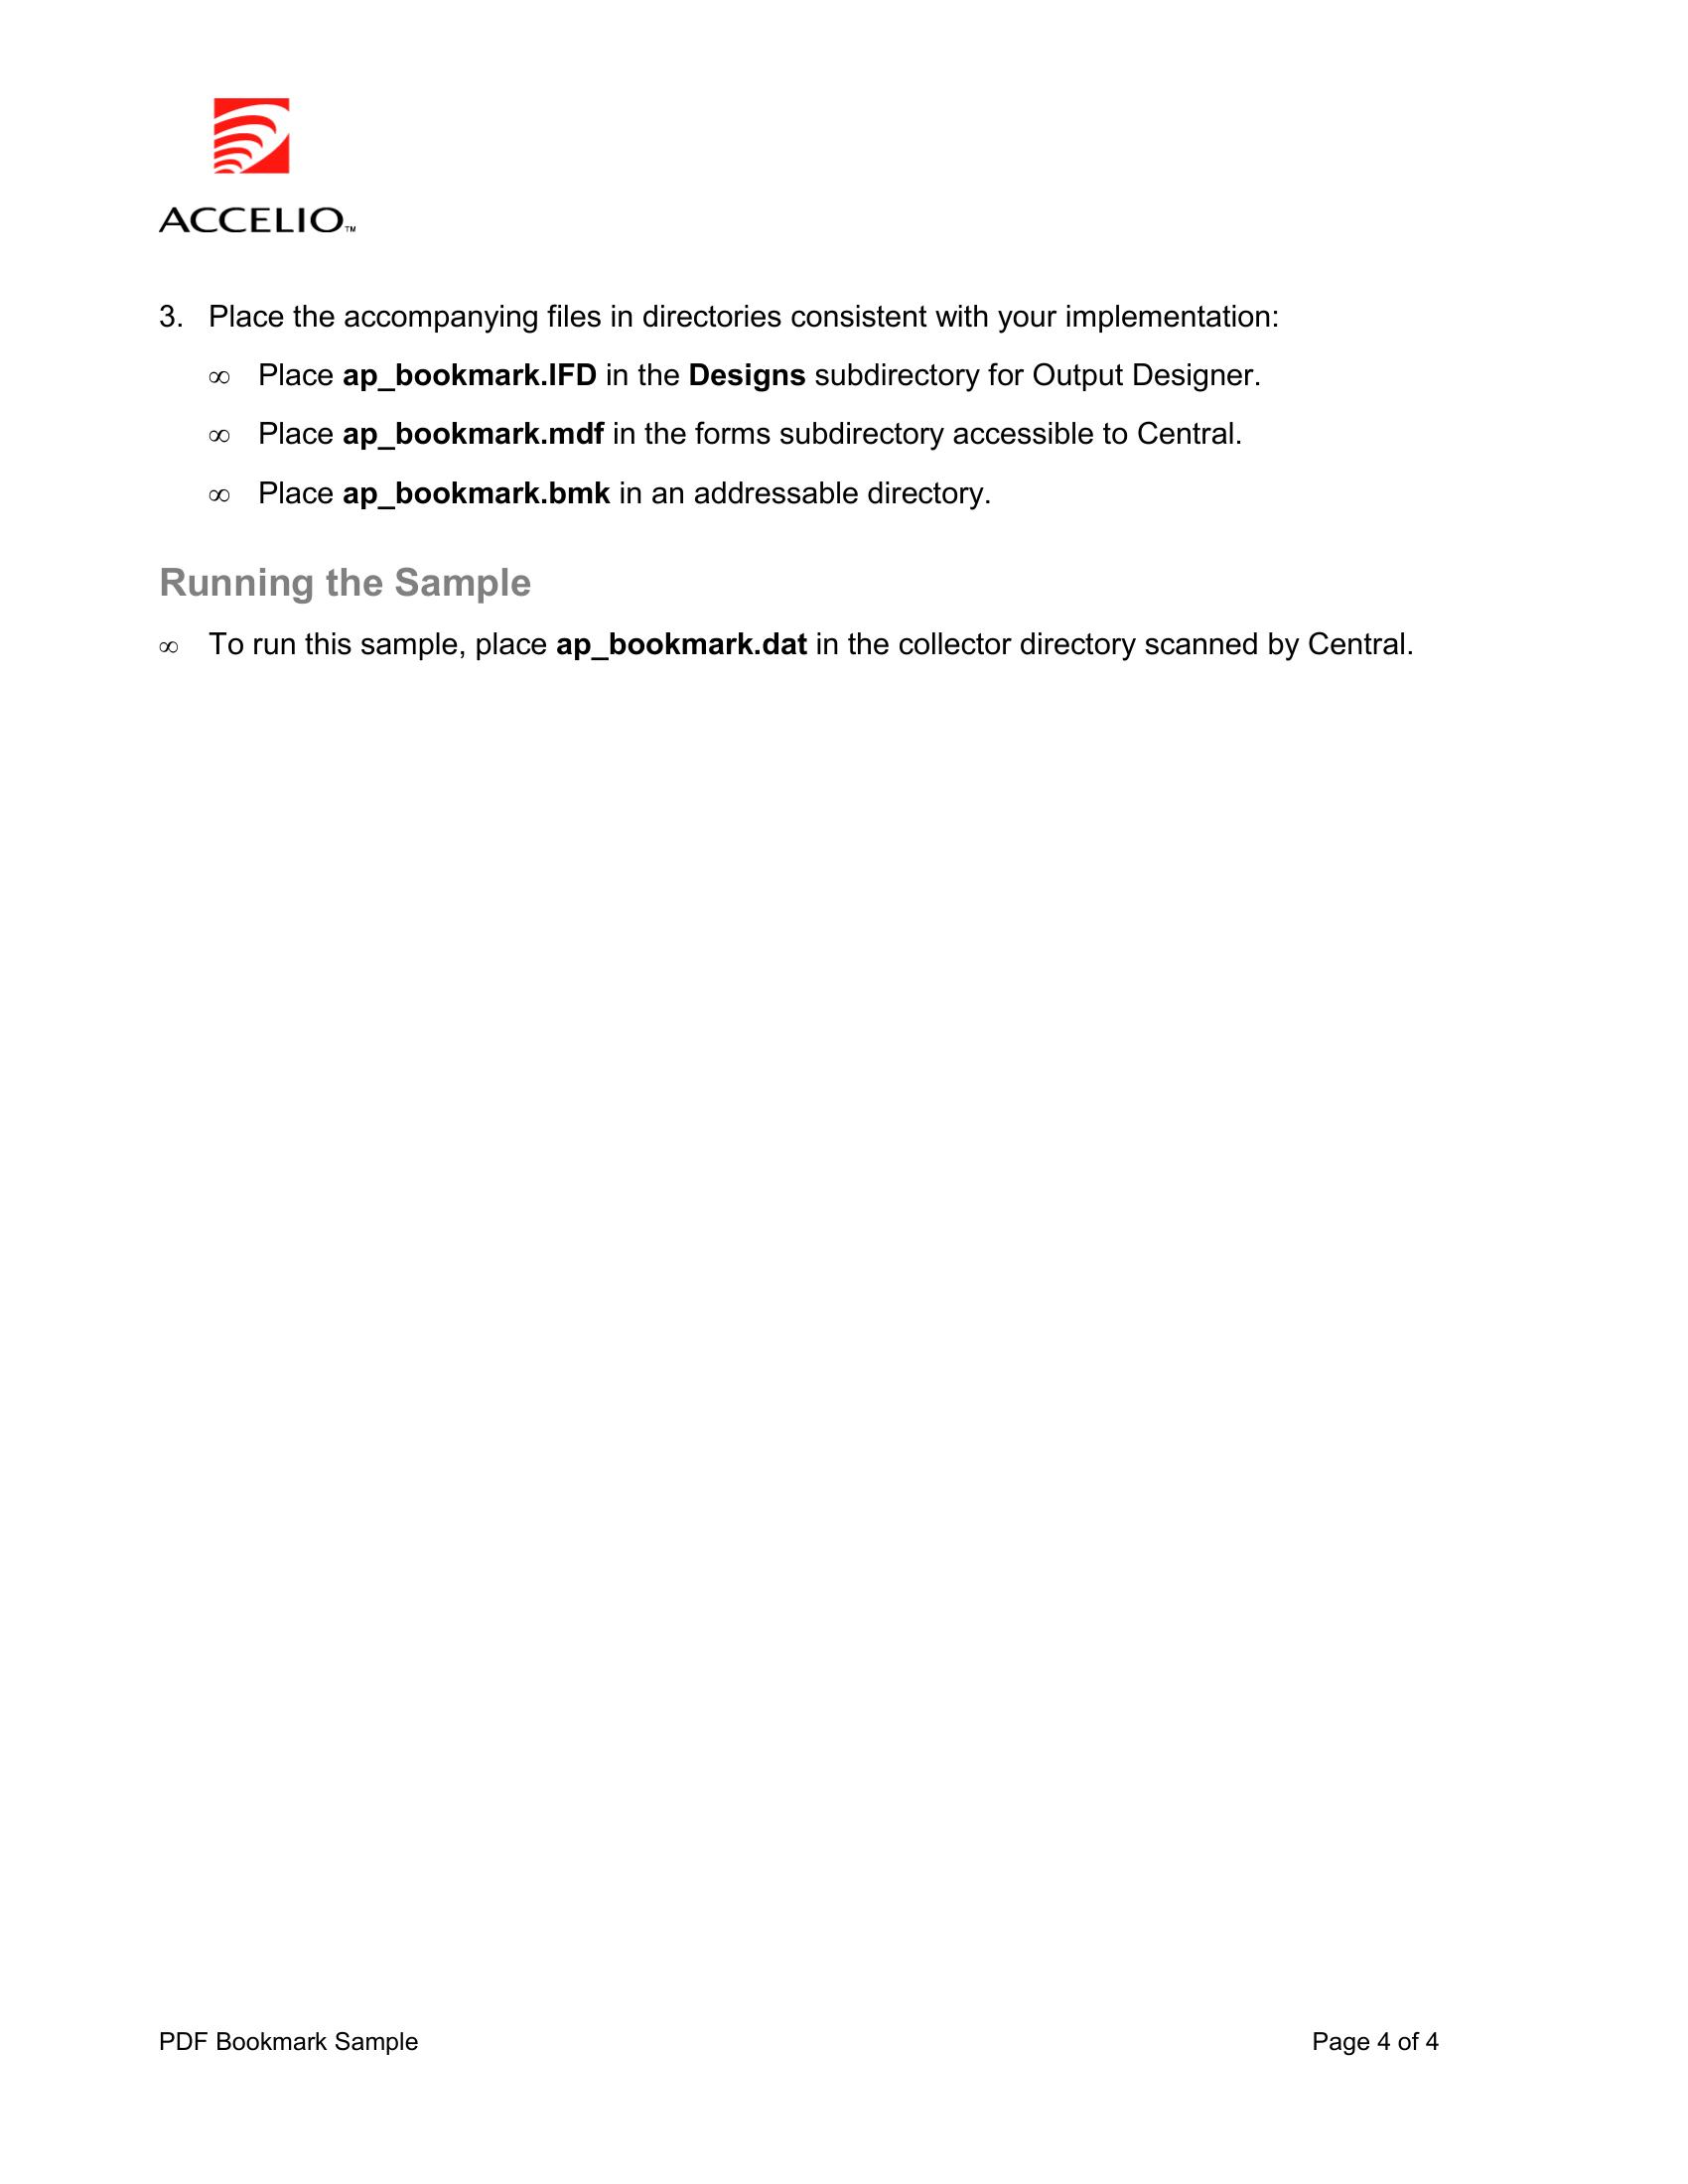 ACCELIO™
3. Place the accompanying files in directories consistent with your implementation:
∞ Place ap_bookmark.IFD in the Designs subdirectory for Output Designer.
∞ Place ap_bookmark.mdf in the forms subdirectory accessible to Central.
∞ Place ap_bookmark.bmk in an addressable directory.
Running the Sample
∞ To run this sample, place ap_bookmark.dat in the collector directory scanned by Central.
PDF Bookmark Sample Page 4 of 4